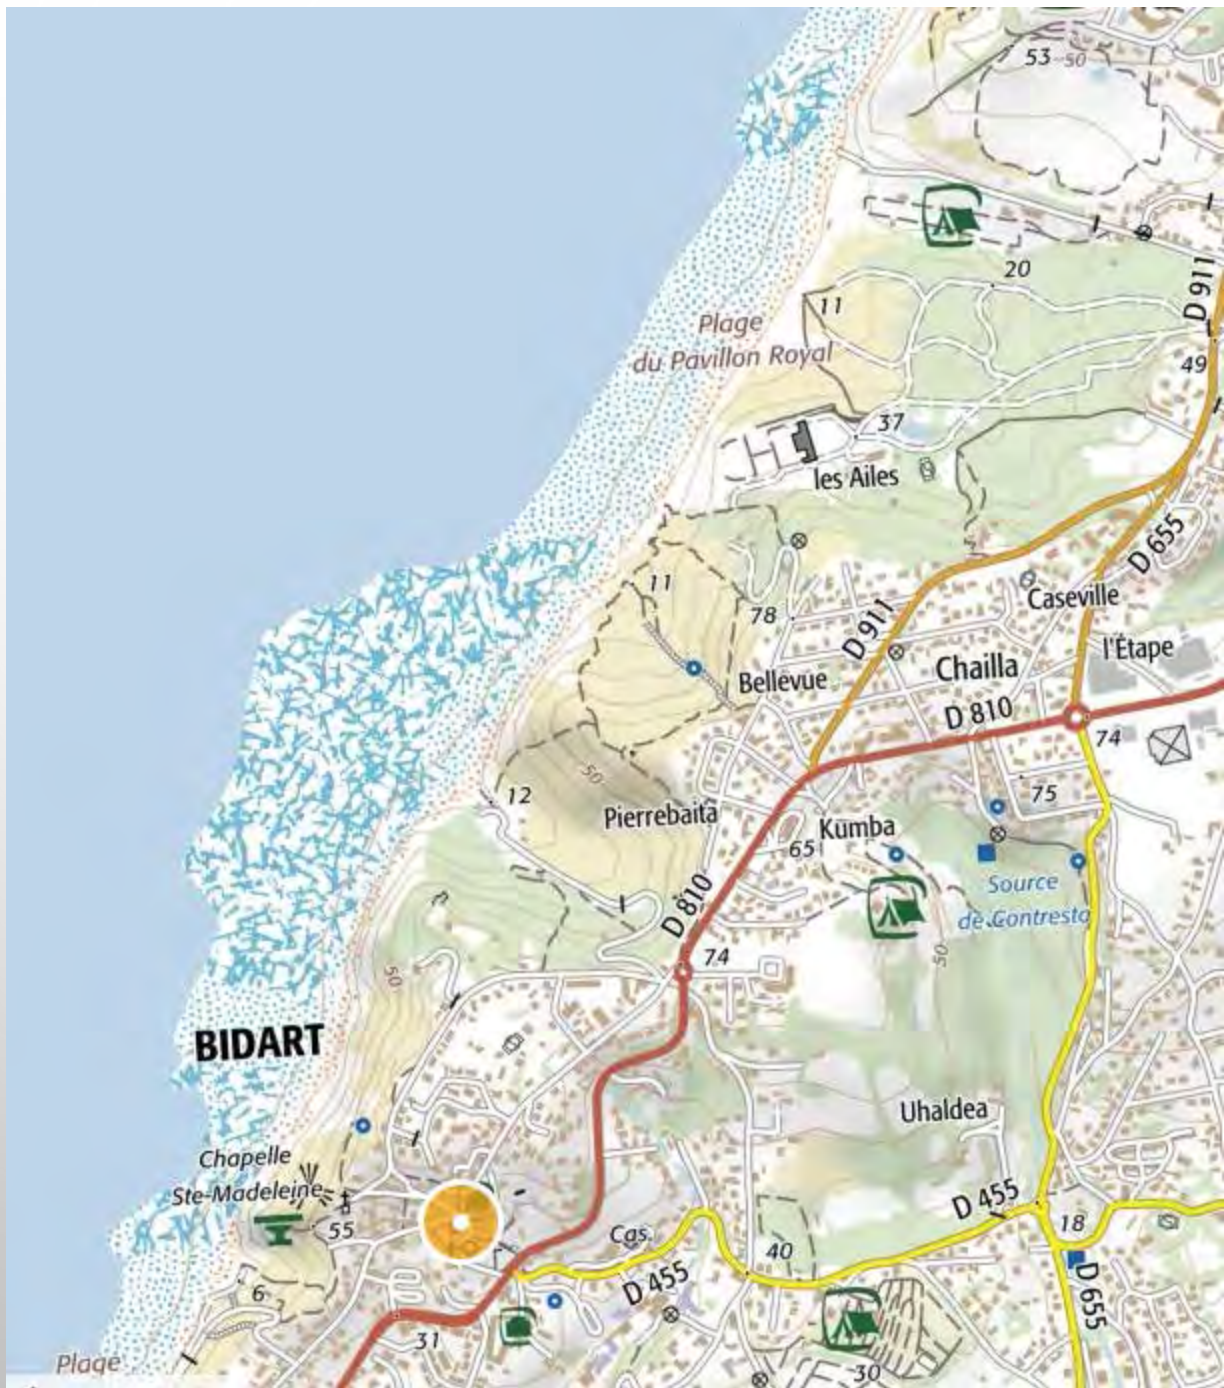 53
50
20
D 911
11
Plage
du Pavillon Royal
49
37
les Ailes
D 655
11
Caseville
78
D 911
l'Étape
Chailla
Bellevue
D 810
74
50
12
75
Pierrebaita
Kumba
65
Source
de Contresta
D 810
74
50
50
BIDART
Uhaldea
Chapelle
Ste-Madeleine
D 455
55
18
Cas.
40
D 455
6
D 655
31
30
Plage